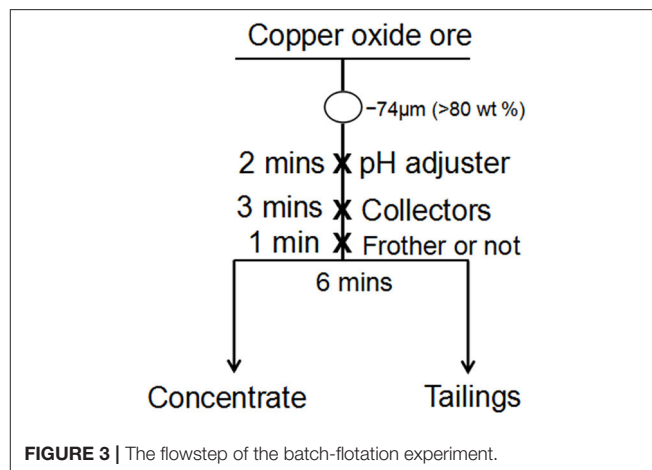 Copper oxide ore
−74μm (>80 wt %)
2 mins X pH adjuster
3 mins X Collectors
1 min X Frother or not
6 mins
Concentrate Tailings
FIGURE 3 | The flowstep of the batch-flotation experiment.